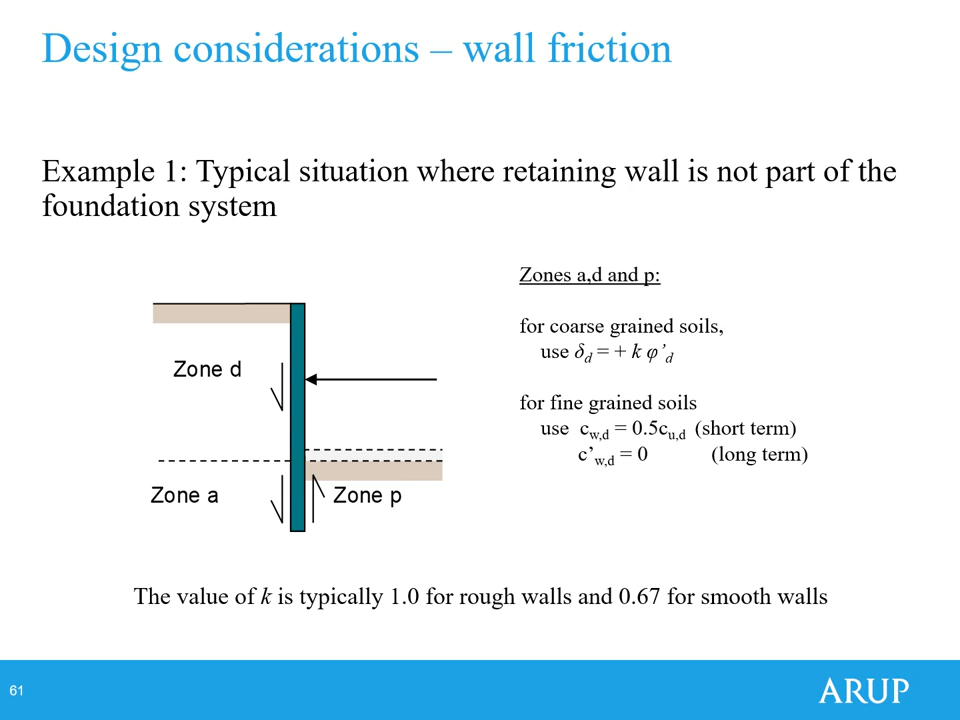 Design considerations – wall friction
Example 1: Typical situation where retaining wall is not part of the
foundation system
Zones a,d and p:
for coarse grained soils,
use δd = + k φ’d
for fine grained soils
use cw,d = 0.5cu,d (short term)
c’w,d = 0 (long term)
Zone d
Zone a
Zone p
The value of k is typically 1.0 for rough walls and 0.67 for smooth walls
61
ARUP